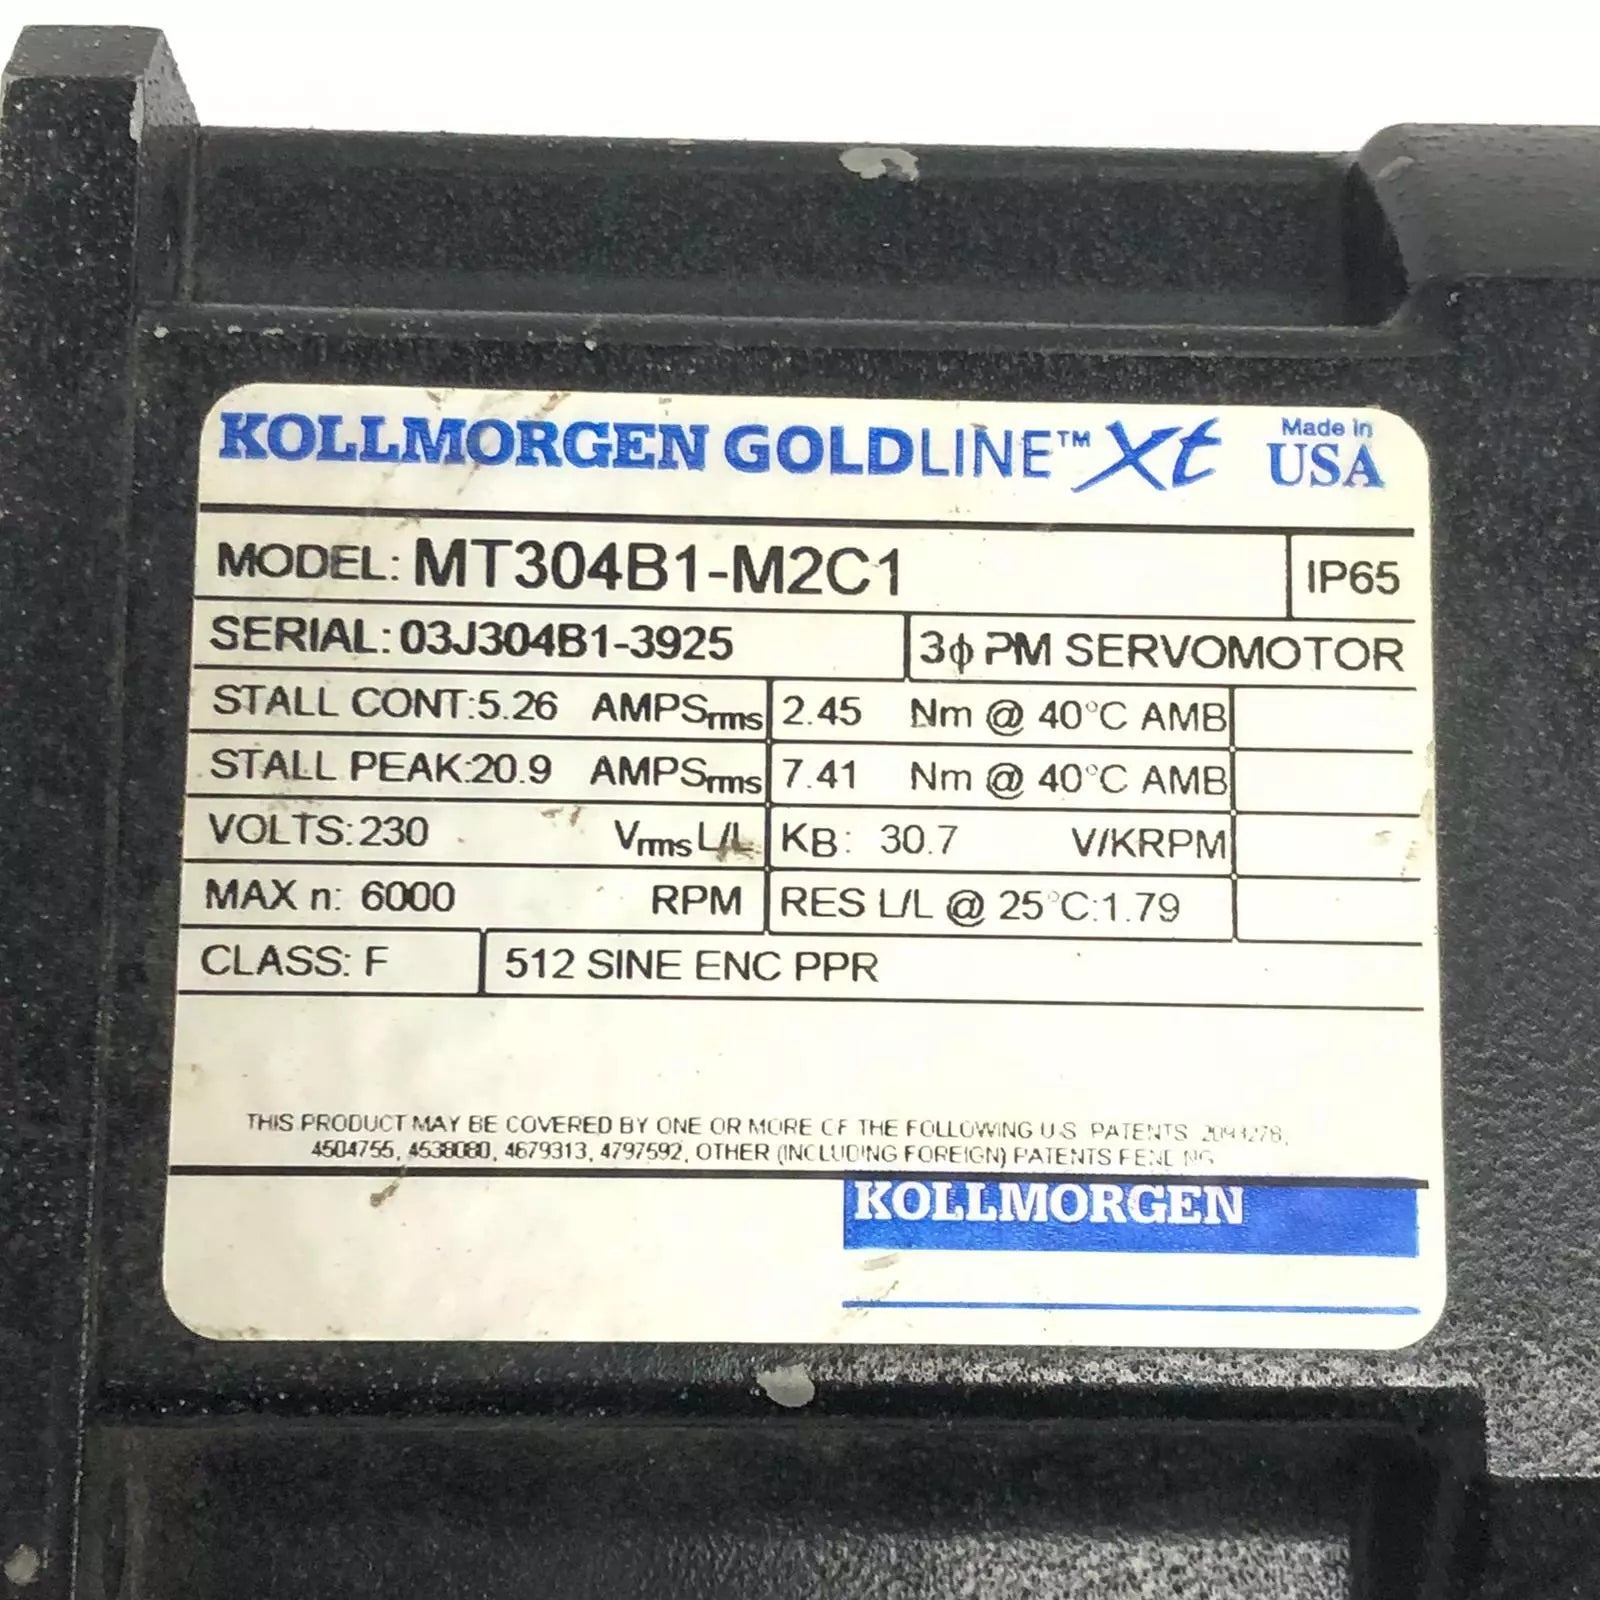 KOLLMORGEN GOLDLINE™ Xt Made in USA
MODEL: MT304B1-M2C1 IP65
SERIAL: 03J304B1-3925 3ϕ PM SERVOMOTOR
STALL CONT:5.26 AMPSrms 2.45 Nm @ 40°C AMB
STALL PEAK:20.9 AMPSrms 7.41 Nm @ 40°C AMB
VOLTS:230 Vrms L/L KB: 30.7 V/KRPM
MAX n: 6000 RPM RES L/L @ 25°C:1.79
CLASS: F 512 SINE ENC PPR
THIS PRODUCT MAY BE COVERED BY ONE OR MORE OF THE FOLLOWING U.S. PATENTS
4504755, 4538080, 4679313, 4797592, OTHER (INCLUDING FOREIGN) PATENTS PENDING
KOLLMORGEN